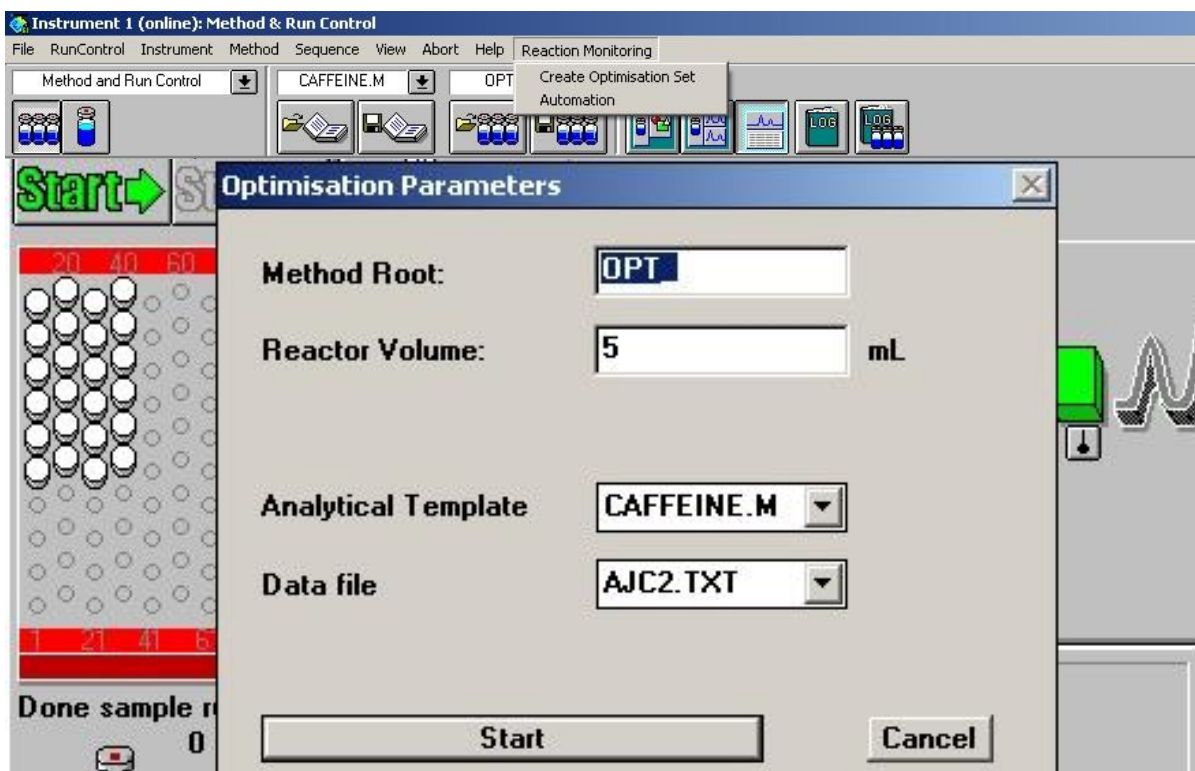 Instrument 1 (online): Method & Run Control
File RunControl Instrument Method Sequence View Abort Help Reaction Monitoring
Create Optimisation Set
Automation
Method and Run Control CAFFEINE.M OPT
LOG LOG
Start
Optimisation Parameters
20 40 60
Method Root: OPT_
Reactor Volume: 5 mL
Analytical Template CAFFEINE.M
Data file AJC2.TXT
1 21 41 6
Done sample
0
Start Cancel